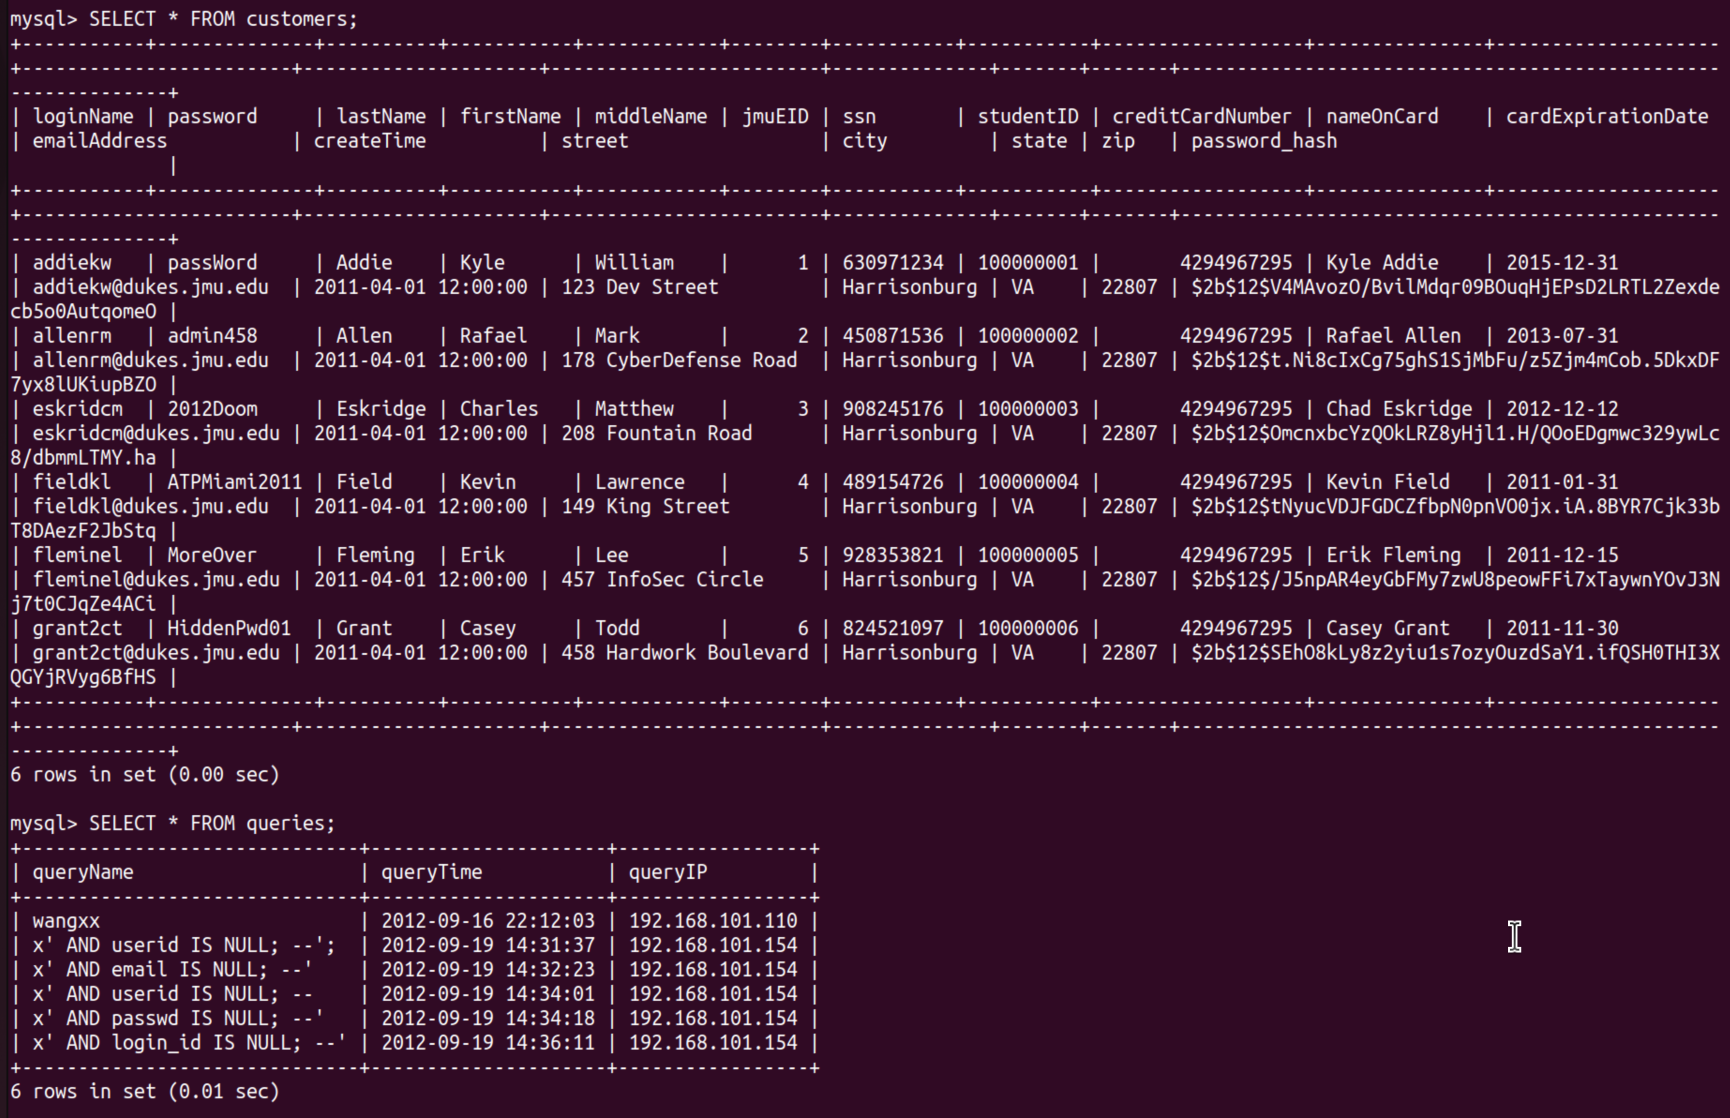 mysql> SELECT * FROM customers;
+-----------+--------------+----------+-----------+------------+--------+-----------+-----------+------------------+---------------+--------------------
+------------------------+---------------------+------------------------+--------------+-------+-------+------------------------------------------------
--------------+
| loginName | password     | lastName | firstName | middleName | jmuEID | ssn       | studentID | creditCardNumber | nameOnCard    | cardExpirationDate
| emailAddress           | createTime          | street                 | city         | state | zip   | password_hash
              |
+-----------+--------------+----------+-----------+------------+--------+-----------+-----------+------------------+---------------+--------------------
+------------------------+---------------------+------------------------+--------------+-------+-------+------------------------------------------------
--------------+
| addiekw   | passWord     | Addie    | Kyle      | William    |      1 | 630971234 | 100000001 |       4294967295 | Kyle Addie    | 2015-12-31
| addiekw@dukes.jmu.edu  | 2011-04-01 12:00:00 | 123 Dev Street         | Harrisonburg | VA    | 22807 | $2b$12$V4MAvozO/BvilMdqr09BOuqHjEPsD2LRTL2Zexde
cb5o0AutqomeO |
| allenrm   | admin458     | Allen    | Rafael    | Mark       |      2 | 450871536 | 100000002 |       4294967295 | Rafael Allen  | 2013-07-31
| allenrm@dukes.jmu.edu  | 2011-04-01 12:00:00 | 178 CyberDefense Road  | Harrisonburg | VA    | 22807 | $2b$12$t.Ni8cIxCg75ghS1SjMbFu/z5Zjm4mCob.5DkxDF
7yx8lUKiupBZO |
| eskridcm  | 2012Doom     | Eskridge | Charles   | Matthew    |      3 | 908245176 | 100000003 |       4294967295 | Chad Eskridge | 2012-12-12
| eskridcm@dukes.jmu.edu | 2011-04-01 12:00:00 | 208 Fountain Road      | Harrisonburg | VA    | 22807 | $2b$12$OmcnxbcYzQOkLRZ8yHjl1.H/QOoEDgmwc329ywLc
8/dbmmLTMY.ha |
| fieldkl   | ATPMiami2011 | Field    | Kevin     | Lawrence   |      4 | 489154726 | 100000004 |       4294967295 | Kevin Field   | 2011-01-31
| fieldkl@dukes.jmu.edu  | 2011-04-01 12:00:00 | 149 King Street        | Harrisonburg | VA    | 22807 | $2b$12$tNyucVDJFGDCZfbpN0pnVO0jx.iA.8BYR7Cjk33b
T8DAezF2JbStq |
| fleminel  | MoreOver     | Fleming  | Erik      | Lee        |      5 | 928353821 | 100000005 |       4294967295 | Erik Fleming  | 2011-12-15
| fleminel@dukes.jmu.edu | 2011-04-01 12:00:00 | 457 InfoSec Circle     | Harrisonburg | VA    | 22807 | $2b$12$/J5npAR4eyGbFMy7zwU8peowFFi7xTaywnYOvJ3N
j7t0CJqZe4ACi |
| grant2ct  | HiddenPwd01  | Grant    | Casey     | Todd       |      6 | 824521097 | 100000006 |       4294967295 | Casey Grant   | 2011-11-30
| grant2ct@dukes.jmu.edu | 2011-04-01 12:00:00 | 458 Hardwork Boulevard | Harrisonburg | VA    | 22807 | $2b$12$SEhO8kLy8z2yiu1s7ozyOuzdSaY1.ifQSH0THI3X
QGYjRVyg6BfHS |
+-----------+--------------+----------+-----------+------------+--------+-----------+-----------+------------------+---------------+--------------------
+------------------------+---------------------+------------------------+--------------+-------+-------+------------------------------------------------
--------------+
6 rows in set (0.00 sec)
mysql> SELECT * FROM queries;
+------------------------------+---------------------+-----------------+
| queryName                    | queryTime           | queryIP         |
+------------------------------+---------------------+-----------------+
| wangxx                       | 2012-09-16 22:12:03 | 192.168.101.110 |
| x' AND userid IS NULL; --';  | 2012-09-19 14:31:37 | 192.168.101.154 |
| x' AND email IS NULL; --'    | 2012-09-19 14:32:23 | 192.168.101.154 |
| x' AND userid IS NULL; --    | 2012-09-19 14:34:01 | 192.168.101.154 |
| x' AND passwd IS NULL; --'   | 2012-09-19 14:34:18 | 192.168.101.154 |
| x' AND login_id IS NULL; --' | 2012-09-19 14:36:11 | 192.168.101.154 |
+------------------------------+---------------------+-----------------+
6 rows in set (0.01 sec)